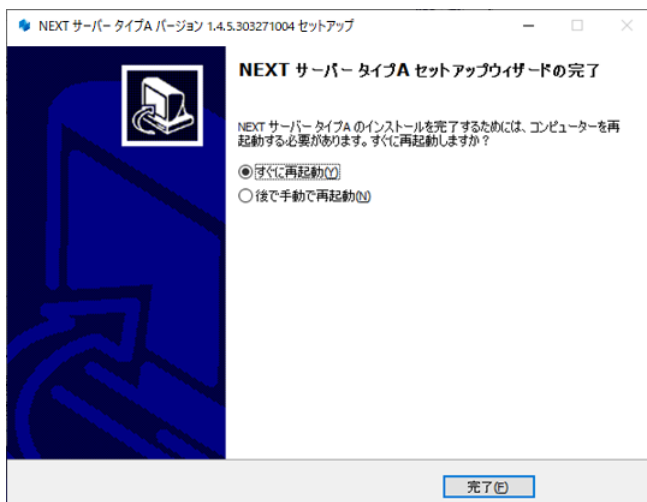 NEXT サーバー タイプA バージョン 1.4.5.303271004 セットアップ
NEXT サーバー タイプA セットアップウィザードの完了
NEXT サーバー タイプA のインストールを完了するためには、コンピューターを再
起動する必要があります。すぐに再起動しますか？
すぐに再起動(Y)
後で手動で再起動(N)
完了(F)